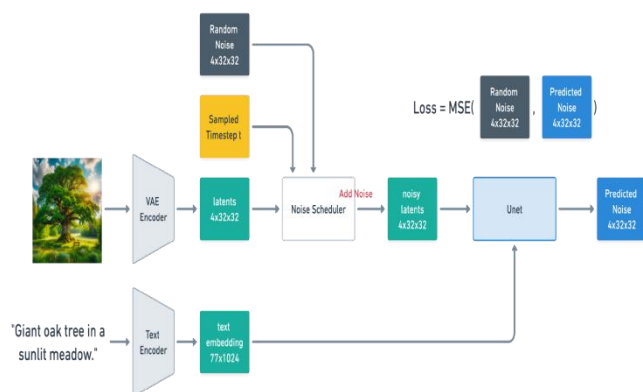 Random
Noise
4x32x32
Sampled
Timestep t
Loss = MSE(
Random
Noise
4x32x32
,
Predicted
Noise
4x32x32
)
VAE
Encoder
latents
4x32x32
Noise Scheduler
Add Noise
noisy
latents
4x32x32
Unet
Predicted
Noise
4x32x32
"Giant oak tree in a
sunlit meadow."
Text
Encoder
text
embedding
77x1024